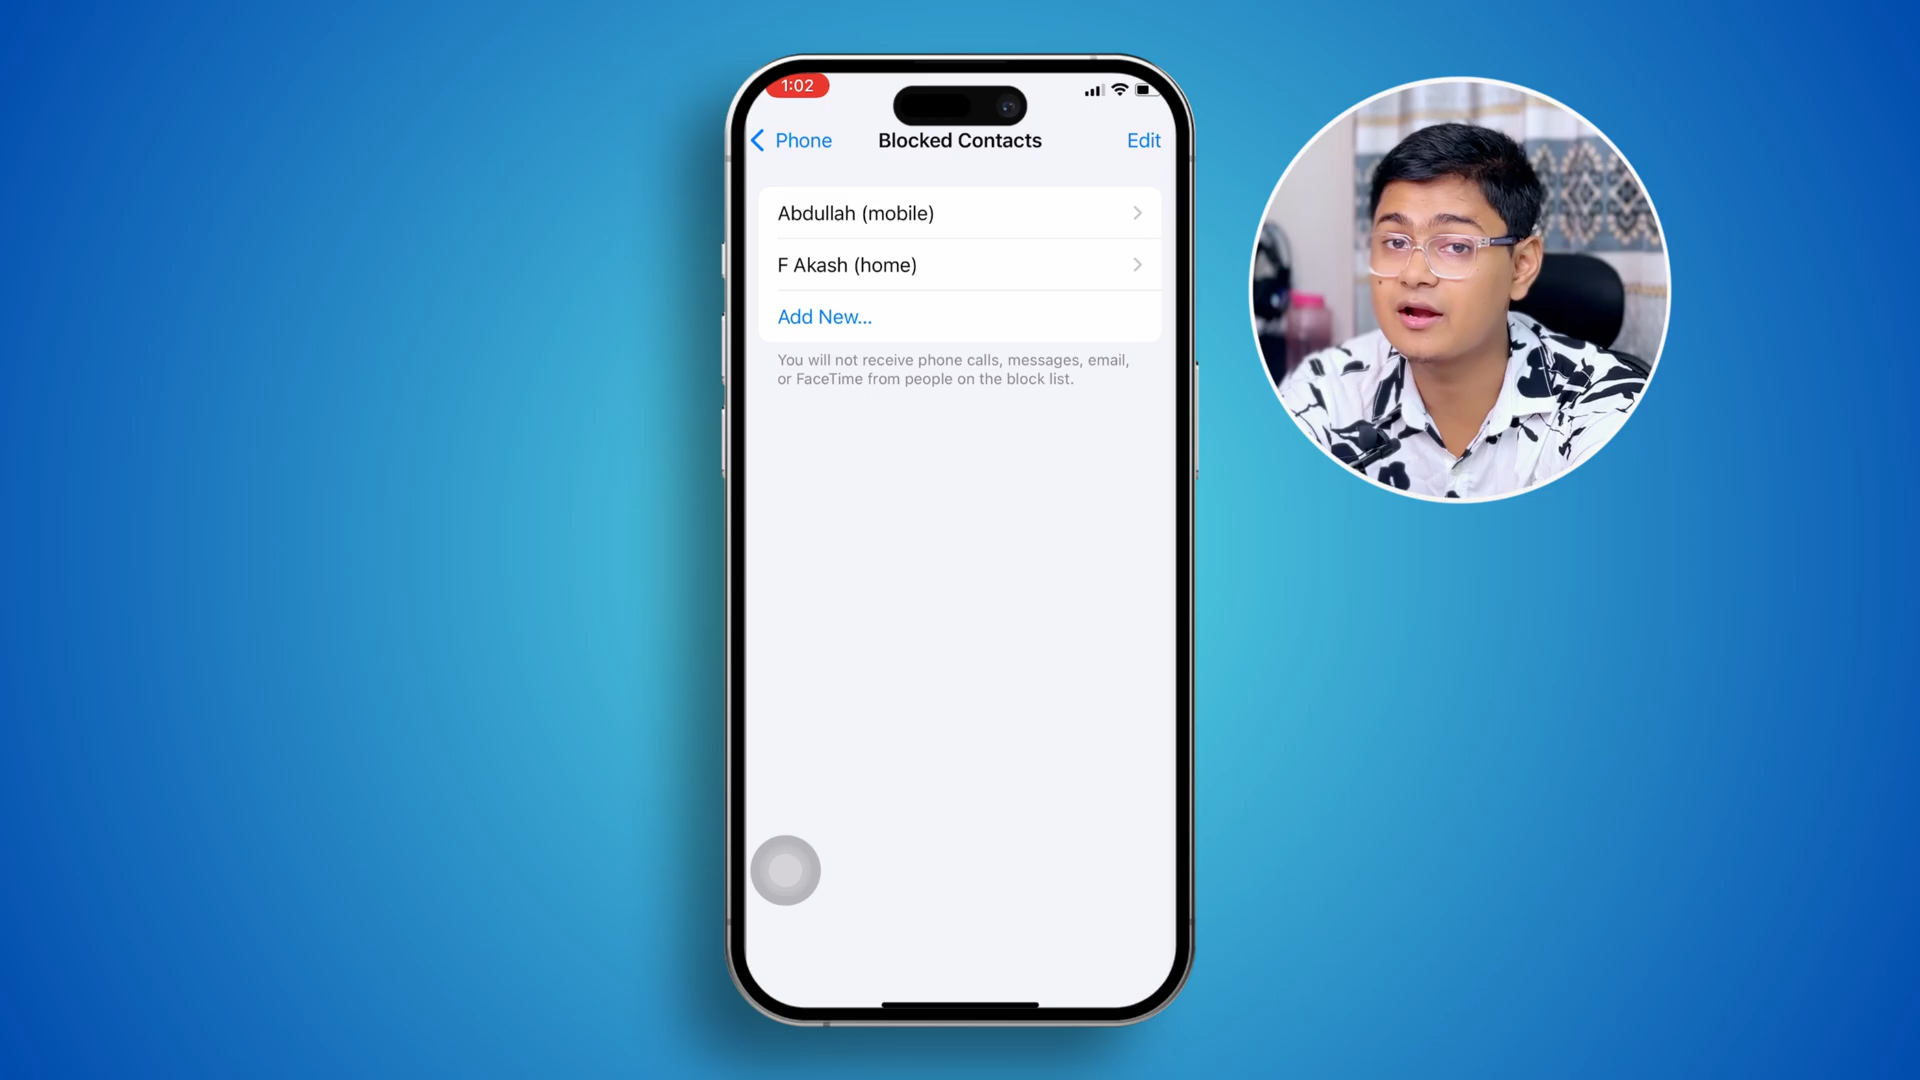 1:02
Phone
Blocked Contacts
Edit
Abdullah (mobile)
F Akash (home)
Add New...
You will not receive phone calls, messages, email,
or FaceTime from people on the block list.